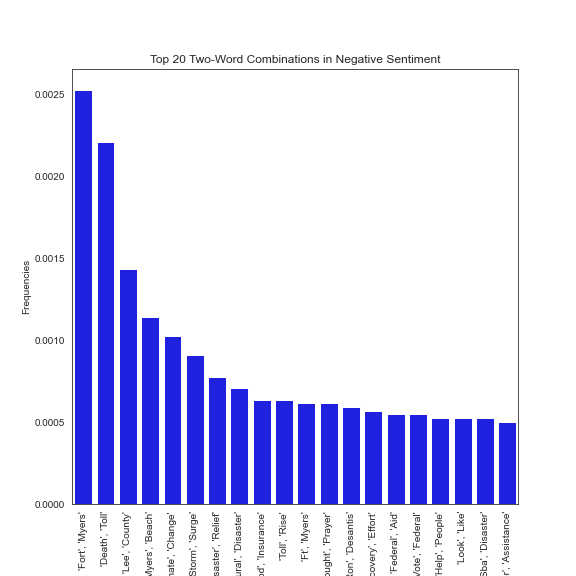 Top 20 Two-Word Combinations in Negative Sentiment
Frequencies
0.0025
0.0020
0.0015
0.0010
0.0005
0.0000
'Fort', 'Myers'
'Death', 'Toll'
'Lee', 'County'
Myers', 'Beach'
mate', 'Change'
Storm', 'Surge'
saster', 'Relief'
ural', 'Disaster'
od', 'Insurance'
'Toll', 'Rise'
'Ft', 'Myers'
ought', 'Prayer'
Ron', 'Desantis'
covery', 'Effort'
'Federal', 'Aid'
Vote', 'Federal'
'Help', 'People'
'Look', 'Like'
Sba', 'Disaster'
r', 'Assistance'